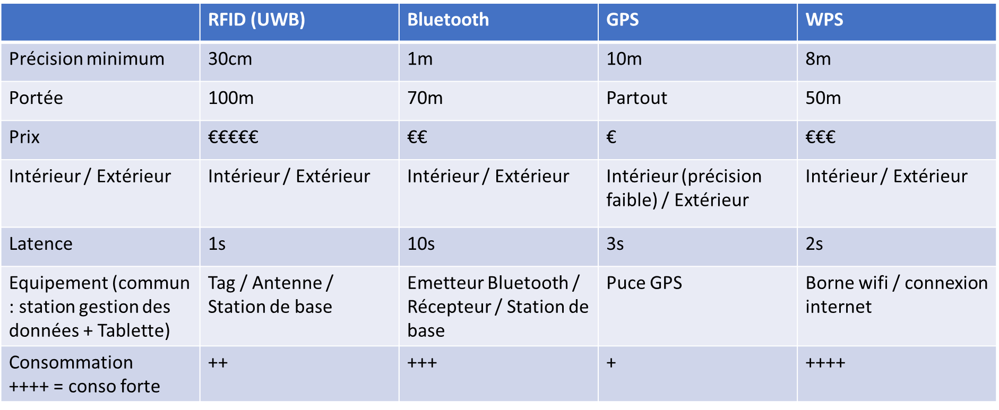 RFID (UWB) Bluetooth GPS WPS
Précision minimum 30cm 1m 10m 8m
Portée 100m 70m Partout 50m
Prix €€€€€ €€ € €€€
Intérieur / Extérieur Intérieur / Extérieur Intérieur / Extérieur Intérieur (précision Intérieur / Extérieur
faible) / Extérieur
Latence 1s 10s 3s 2s
Equipement (commun Tag / Antenne / Emetteur Bluetooth / Puce GPS Borne wifi / connexion
: station gestion des Station de base Récepteur / Station de internet
données + Tablette) base
Consommation ++ +++ + ++++
++++ = conso forte